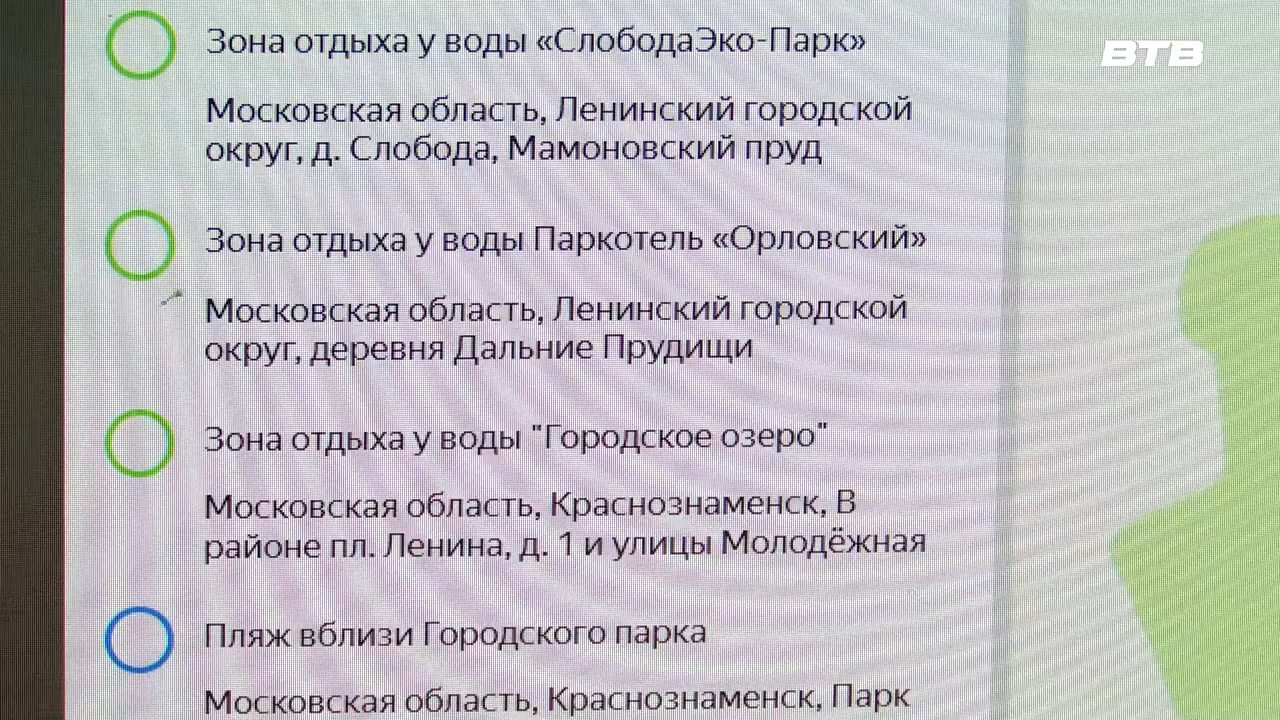 Зона отдыха у воды «СлободаЭко-Парк»
ВТВ
Московская область, Ленинский городской
округ, д. Слобода, Мамоновский пруд
Зона отдыха у воды Паркотель «Орловский»
Московская область, Ленинский городской
округ, деревня Дальние Прудищи
Зона отдыха у воды "Городское озеро"
Московская область, Краснознаменск, В
районе пл. Ленина, д. 1 и улицы Молодёжная
Пляж вблизи Городского парка
Московская область, Краснознаменск, Парк